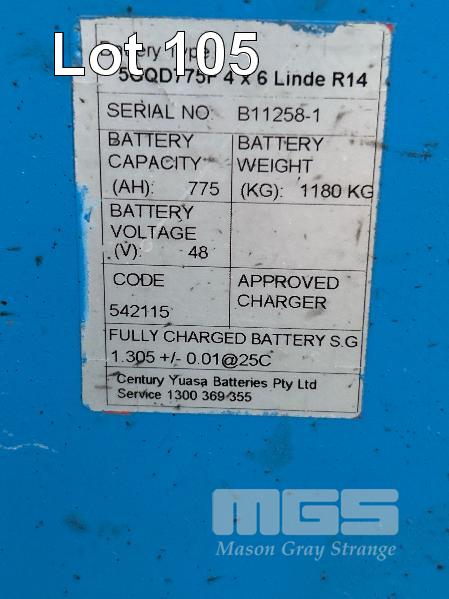 Lot 105
Battery Type
4 x 6 Linde R14
SERIAL NO: B11258-1
BATTERY CAPACITY (AH): 775
BATTERY WEIGHT (KG): 1180 KG
BATTERY VOLTAGE (V): 48
CODE
542115
APPROVED CHARGER
FULLY CHARGED BATTERY S.G
1.305 +/- 0.01@25C
Century Yuasa Batteries Pty Ltd
Service 1300 369 355
MGS
Mason Gray Strange